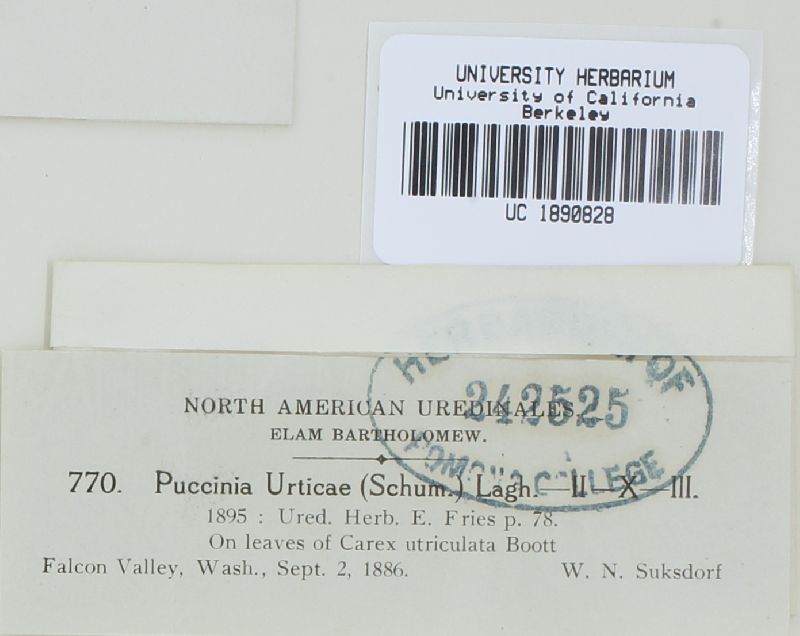 UNIVERSITY HERBARIUM
University of California
Berkeley
UC 1890828
OF
242525
POMONA COLLEGE
NORTH AMERICAN UREDINALES.
ELAM BARTHOLOMEW.
770. Puccinia Urticae (Schum.) Lagh.—II—X—III.
1895 : Ured. Herb. E. Fries p. 78.
On leaves of Carex utriculata Boott
Falcon Valley, Wash., Sept. 2, 1886. W. N. Suksdorf